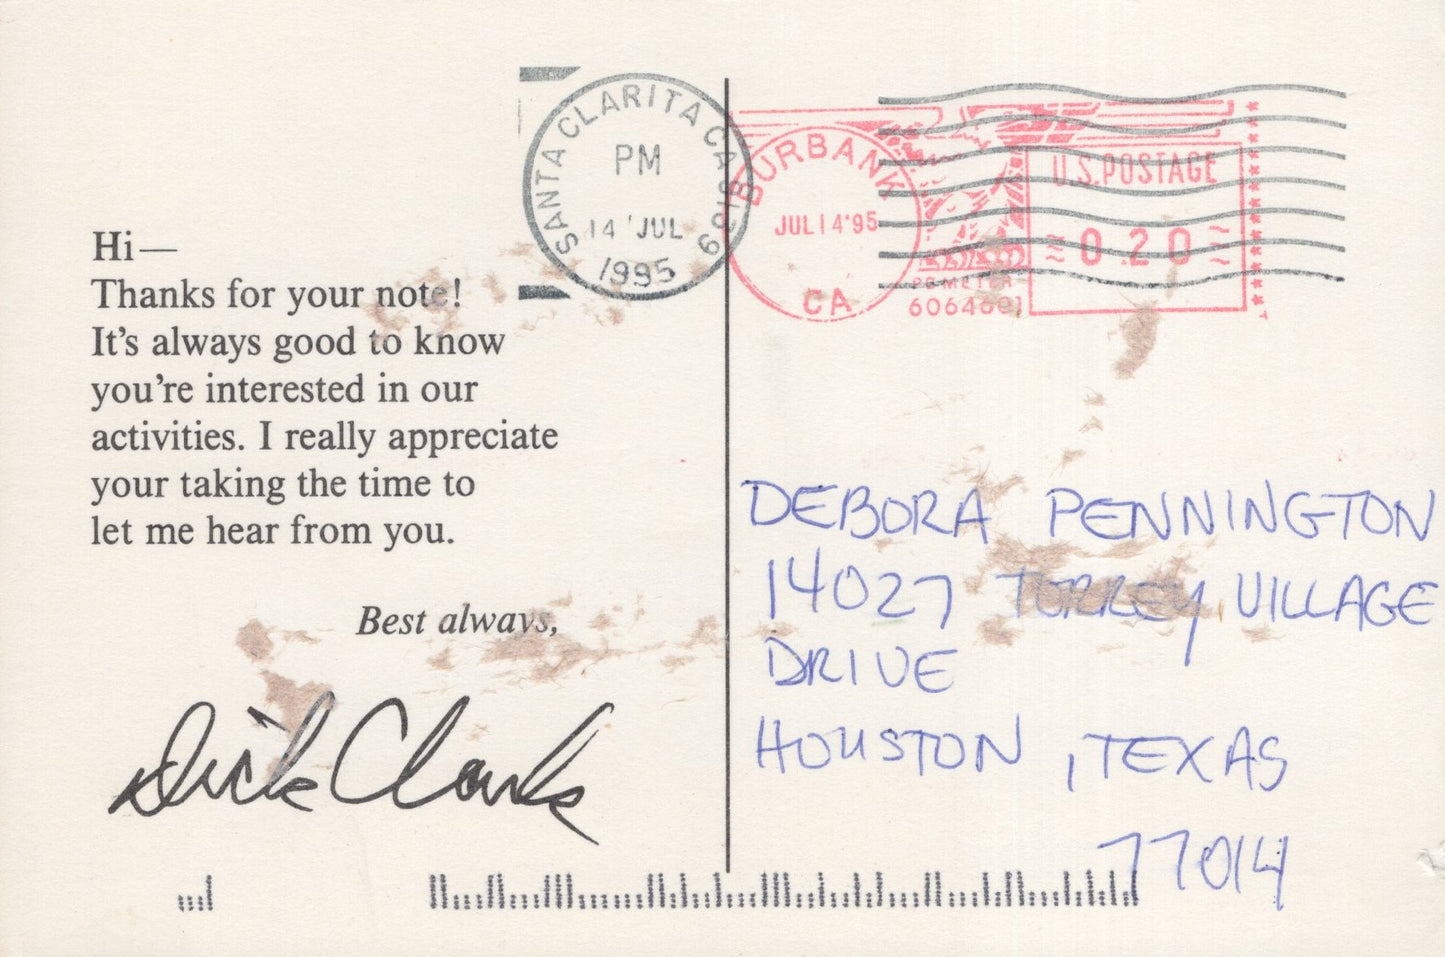 SANTA CLARITA CA 913
PM
14 'JUL
1995
BURBANK
JUL 14 '95
CA
U.S. POSTAGE
0.20
PB METER
Hi—
Thanks for your note!
It's always good to know
you're interested in our
activities. I really appreciate
your taking the time to
let me hear from you.
Best always,
Dick Clark
DEBORA PENNINGTON
14027 TORREY VILLAGE
DRIVE
HOUSTON, TEXAS
77014